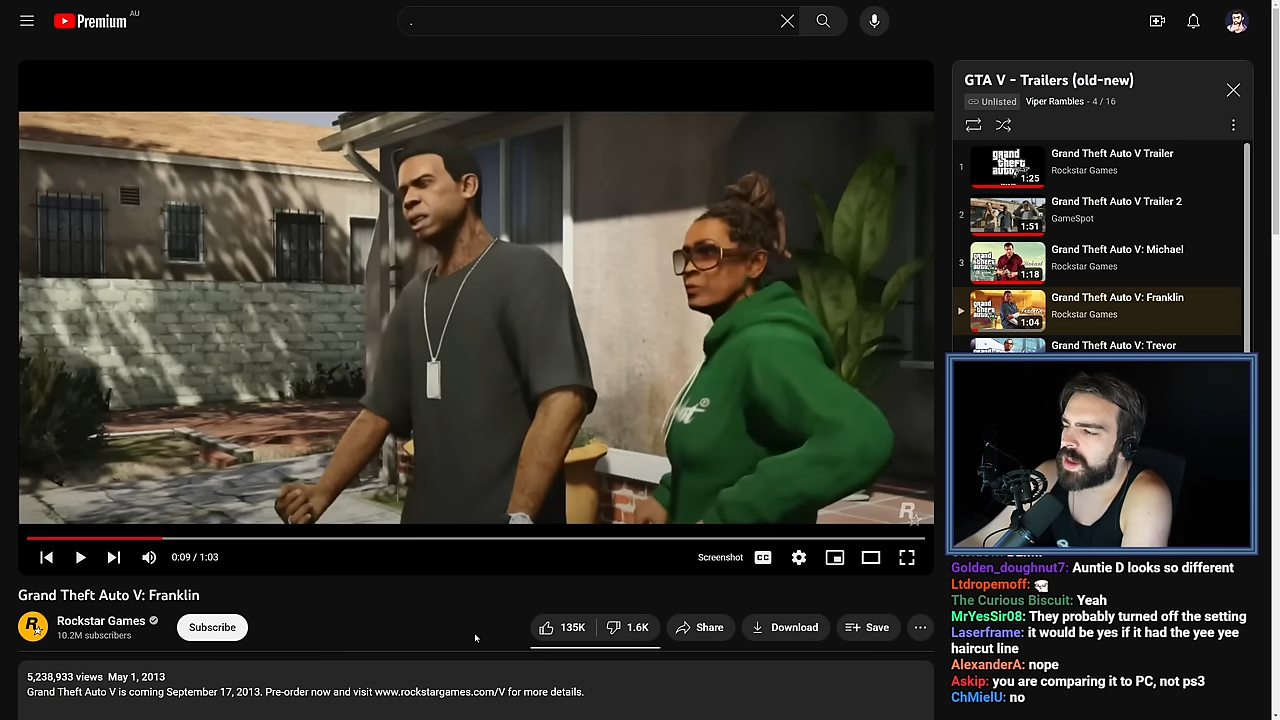 Premium AU
.
GTA V - Trailers (old-new)
Unlisted Viper Rambles - 4 / 16
1
grand theft auto
1:25
Grand Theft Auto V Trailer
Rockstar Games
2
1:51
Grand Theft Auto V Trailer 2
GameSpot
3
1:18
Grand Theft Auto V: Michael
Rockstar Games
1:04
Grand Theft Auto V: Franklin
Rockstar Games
Grand Theft Auto V: Trevor
R
0:09 / 1:03
Screenshot
CC
Grand Theft Auto V: Franklin
Rockstar Games
10.2M subscribers
Subscribe
135K
1.6K
Share
Download
Save
5,238,933 views May 1, 2013
Grand Theft Auto V is coming September 17, 2013. Pre-order now and visit www.rockstargames.com/V for more details.
Golden_doughnut7: Auntie D looks so different
Ltdropemoff:
The Curious Biscuit: Yeah
MrYesSir08: They probably turned off the setting
Laserframe: it would be yes if it had the yee yee
haircut line
AlexanderA: nope
Askip: you are comparing it to PC, not ps3
ChMielU: no